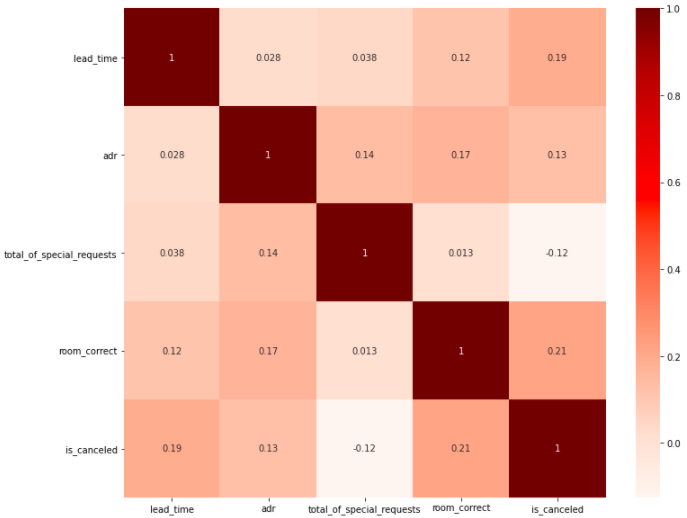 lead_time 1 0.028 0.038 0.12 0.19
adr 0.028 1 0.14 0.17 0.13
total_of_special_requests 0.038 0.14 1 0.013 -0.12
room_correct 0.12 0.17 0.013 1 0.21
is_canceled 0.19 0.13 -0.12 0.21 1
lead_time adr total_of_special_requests room_correct is_canceled
1.0
0.8
0.6
0.4
0.2
0.0